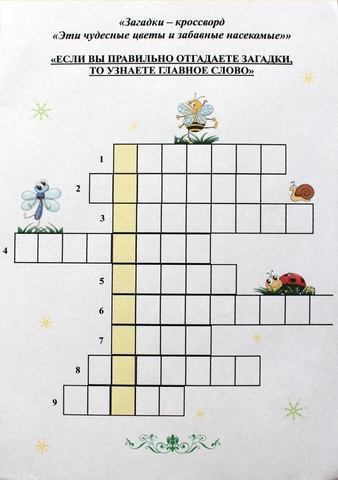 «Загадки – кроссворд
«Эти чудесные цветы и забавные насекомые»»
«ЕСЛИ ВЫ ПРАВИЛЬНО ОТГАДАЕТЕ ЗАГАДКИ,
ТО УЗНАЕТЕ ГЛАВНОЕ СЛОВО»
1
2
3
4
5
6
7
8
9